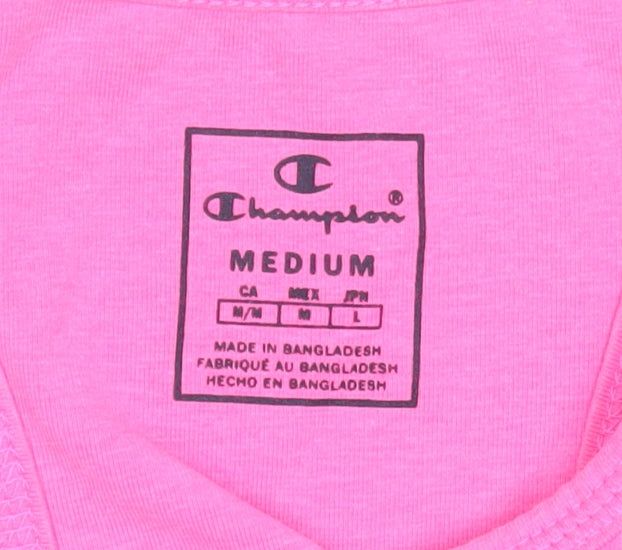 Champion®
MEDIUM
CA MEX JPN
M/M M L
MADE IN BANGLADESH
FABRIQUÉ AU BANGLADESH
HECHO EN BANGLADESH